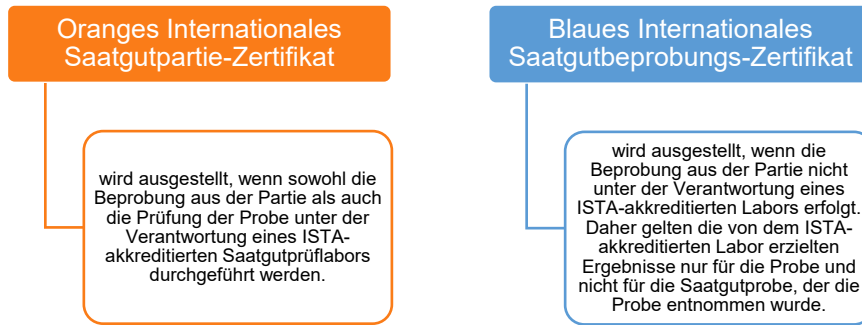 Oranges Internationales
Saatgutpartie-Zertifikat
wird ausgestellt, wenn sowohl die
Beprobung aus der Partie als auch
die Prüfung der Probe unter der
Verantwortung eines ISTA-
akkreditierten Saatgutprüflabors
durchgeführt werden.
Blaues Internationales
Saatgutbeprobungs-Zertifikat
wird ausgestellt, wenn die
Beprobung aus der Partie nicht
unter der Verantwortung eines
ISTA-akkreditierten Labors erfolgt.
Daher gelten die von dem ISTA-
akkreditierten Labor erzielten
Ergebnisse nur für die Probe und
nicht für die Saatgutprobe, der die
Probe entnommen wurde.